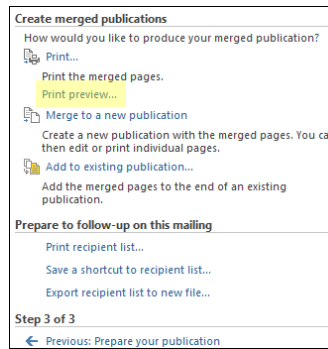 Create merged publications
How would you like to produce your merged publication?
Print...
Print the merged pages.
Print preview...
Merge to a new publication
Create a new publication with the merged pages. You
then edit or print individual pages.
Add to existing publication...
Add the merged pages to the end of an existing
publication.
Prepare to follow-up on this mailing
Print recipient list...
Save a shortcut to recipient list...
Export recipient list to new file...
Step 3 of 3
Previous: Prepare your publication